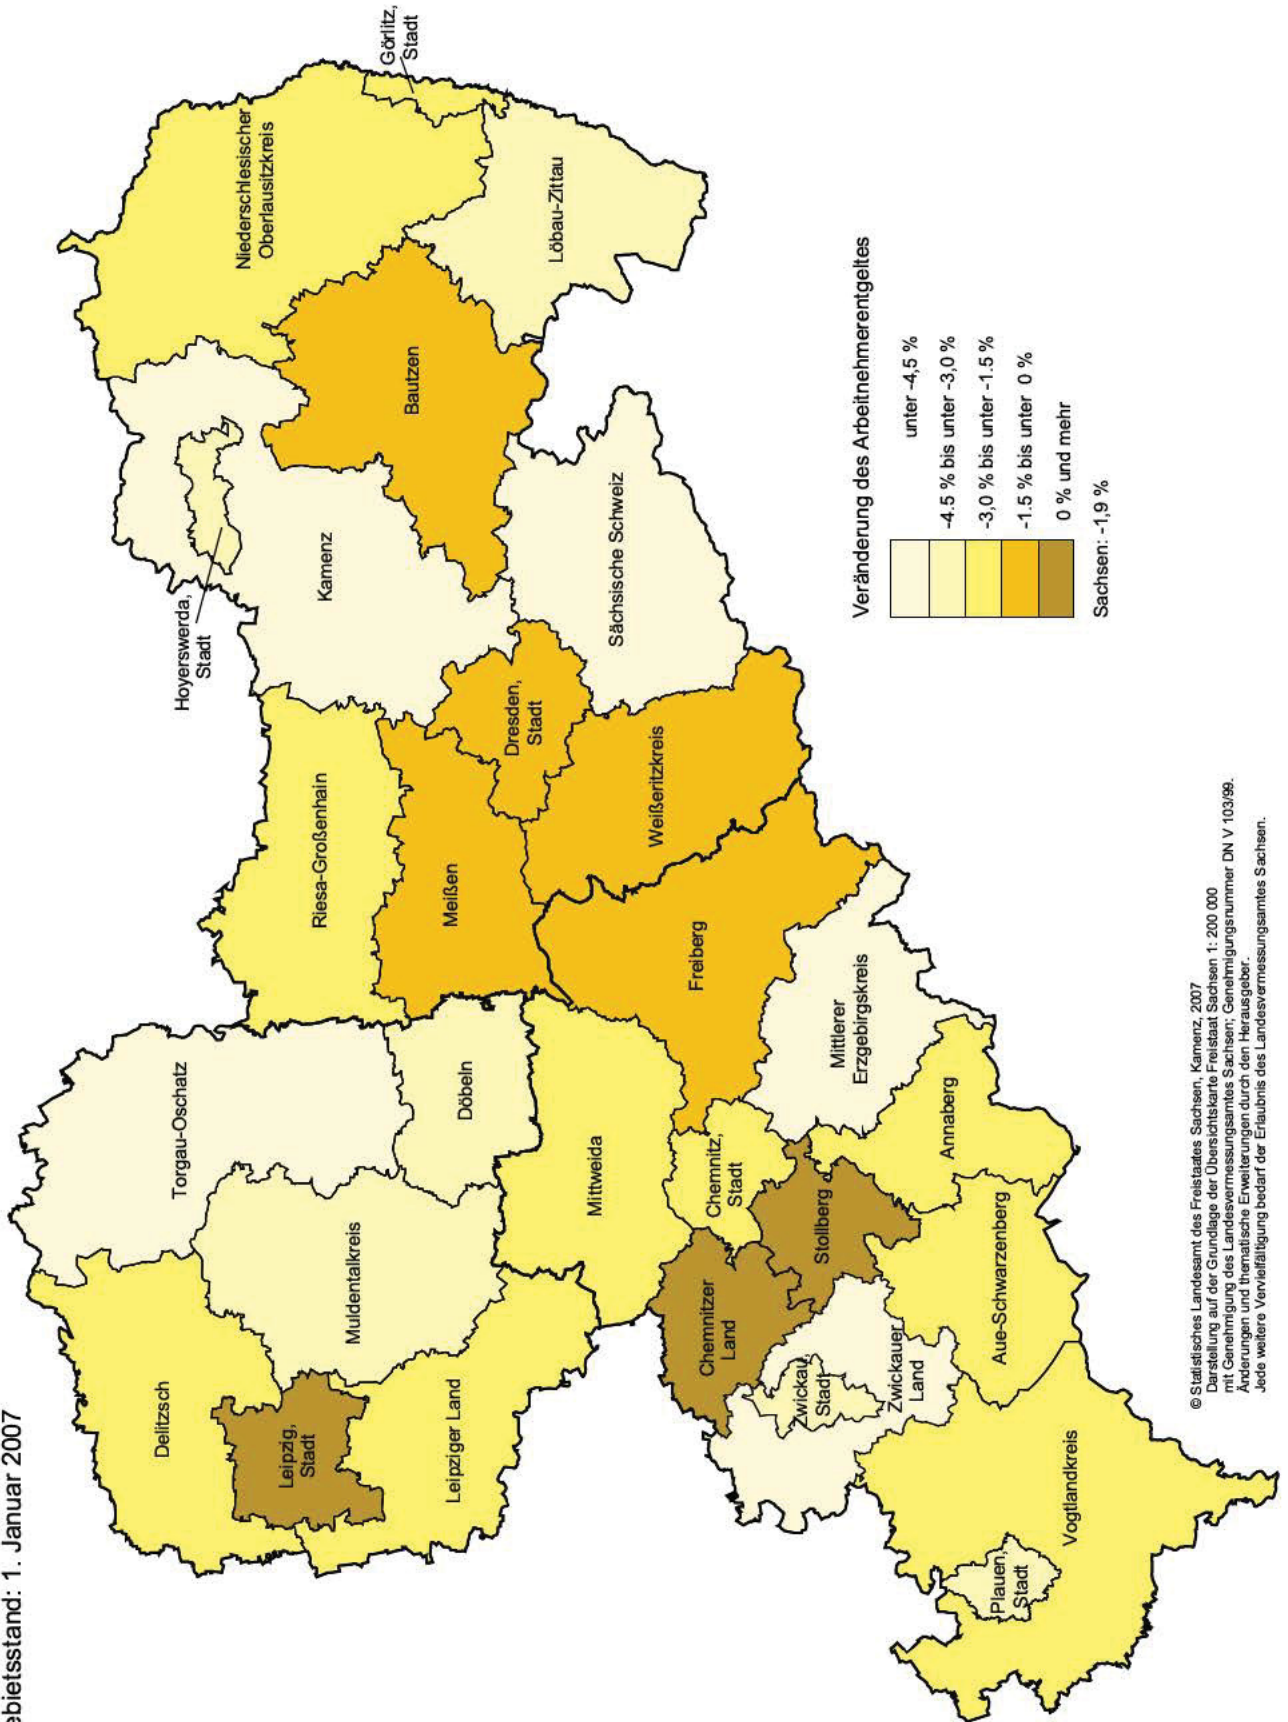 ebietsstand: 1. Januar 2007
Görlitz,
Stadt
Niederschlesischer
Oberlausitzkreis
Löbau-Zittau
Bautzen
Hoyerswerda,
Stadt
Kamenz
Sächsische Schweiz
Dresden,
Stadt
Weißeritzkreis
Riesa-Großenhain
Meißen
Freiberg
Mittlerer
Erzgebirgskreis
Torgau-Oschatz
Döbeln
Mittweida
Chemnitz,
Stadt
Annaberg
Stollberg
Aue-Schwarzenberg
Muldentalkreis
Chemnitzer
Land
Delitzsch
Leipzig,
Stadt
Leipziger Land
Zwickau,
Stadt
Zwickauer
Land
Vogtlandkreis
Plauen,
Stadt
Veränderung des Arbeitnehmerentgeltes
unter -4,5 %
-4.5 % bis unter -3,0 %
-3,0 % bis unter -1.5 %
-1.5 % bis unter 0 %
0 % und mehr
Sachsen: -1,9 %
© Statistisches Landesamt des Freistaates Sachsen, Kamenz, 2007
Darstellung auf der Grundlage der Übersichtskarte Freistaat Sachsen 1: 200 000
mit Genehmigung des Landesvermessungsamtes Sachsen; Genehmigungsnummer DN V 103/99.
Änderungen und thematische Erweiterungen durch den Herausgeber.
Jede weitere Vervielfältigung bedarf der Erlaubnis des Landesvermessungsamtes Sachsen.